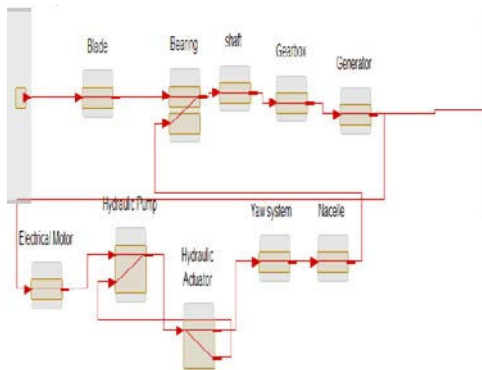 Blade
Bearing
shaft
Gearbox
Generator
Hydraulic Pump
Yaw system
Nacelle
Electrical Motor
Hydraulic
Actuator